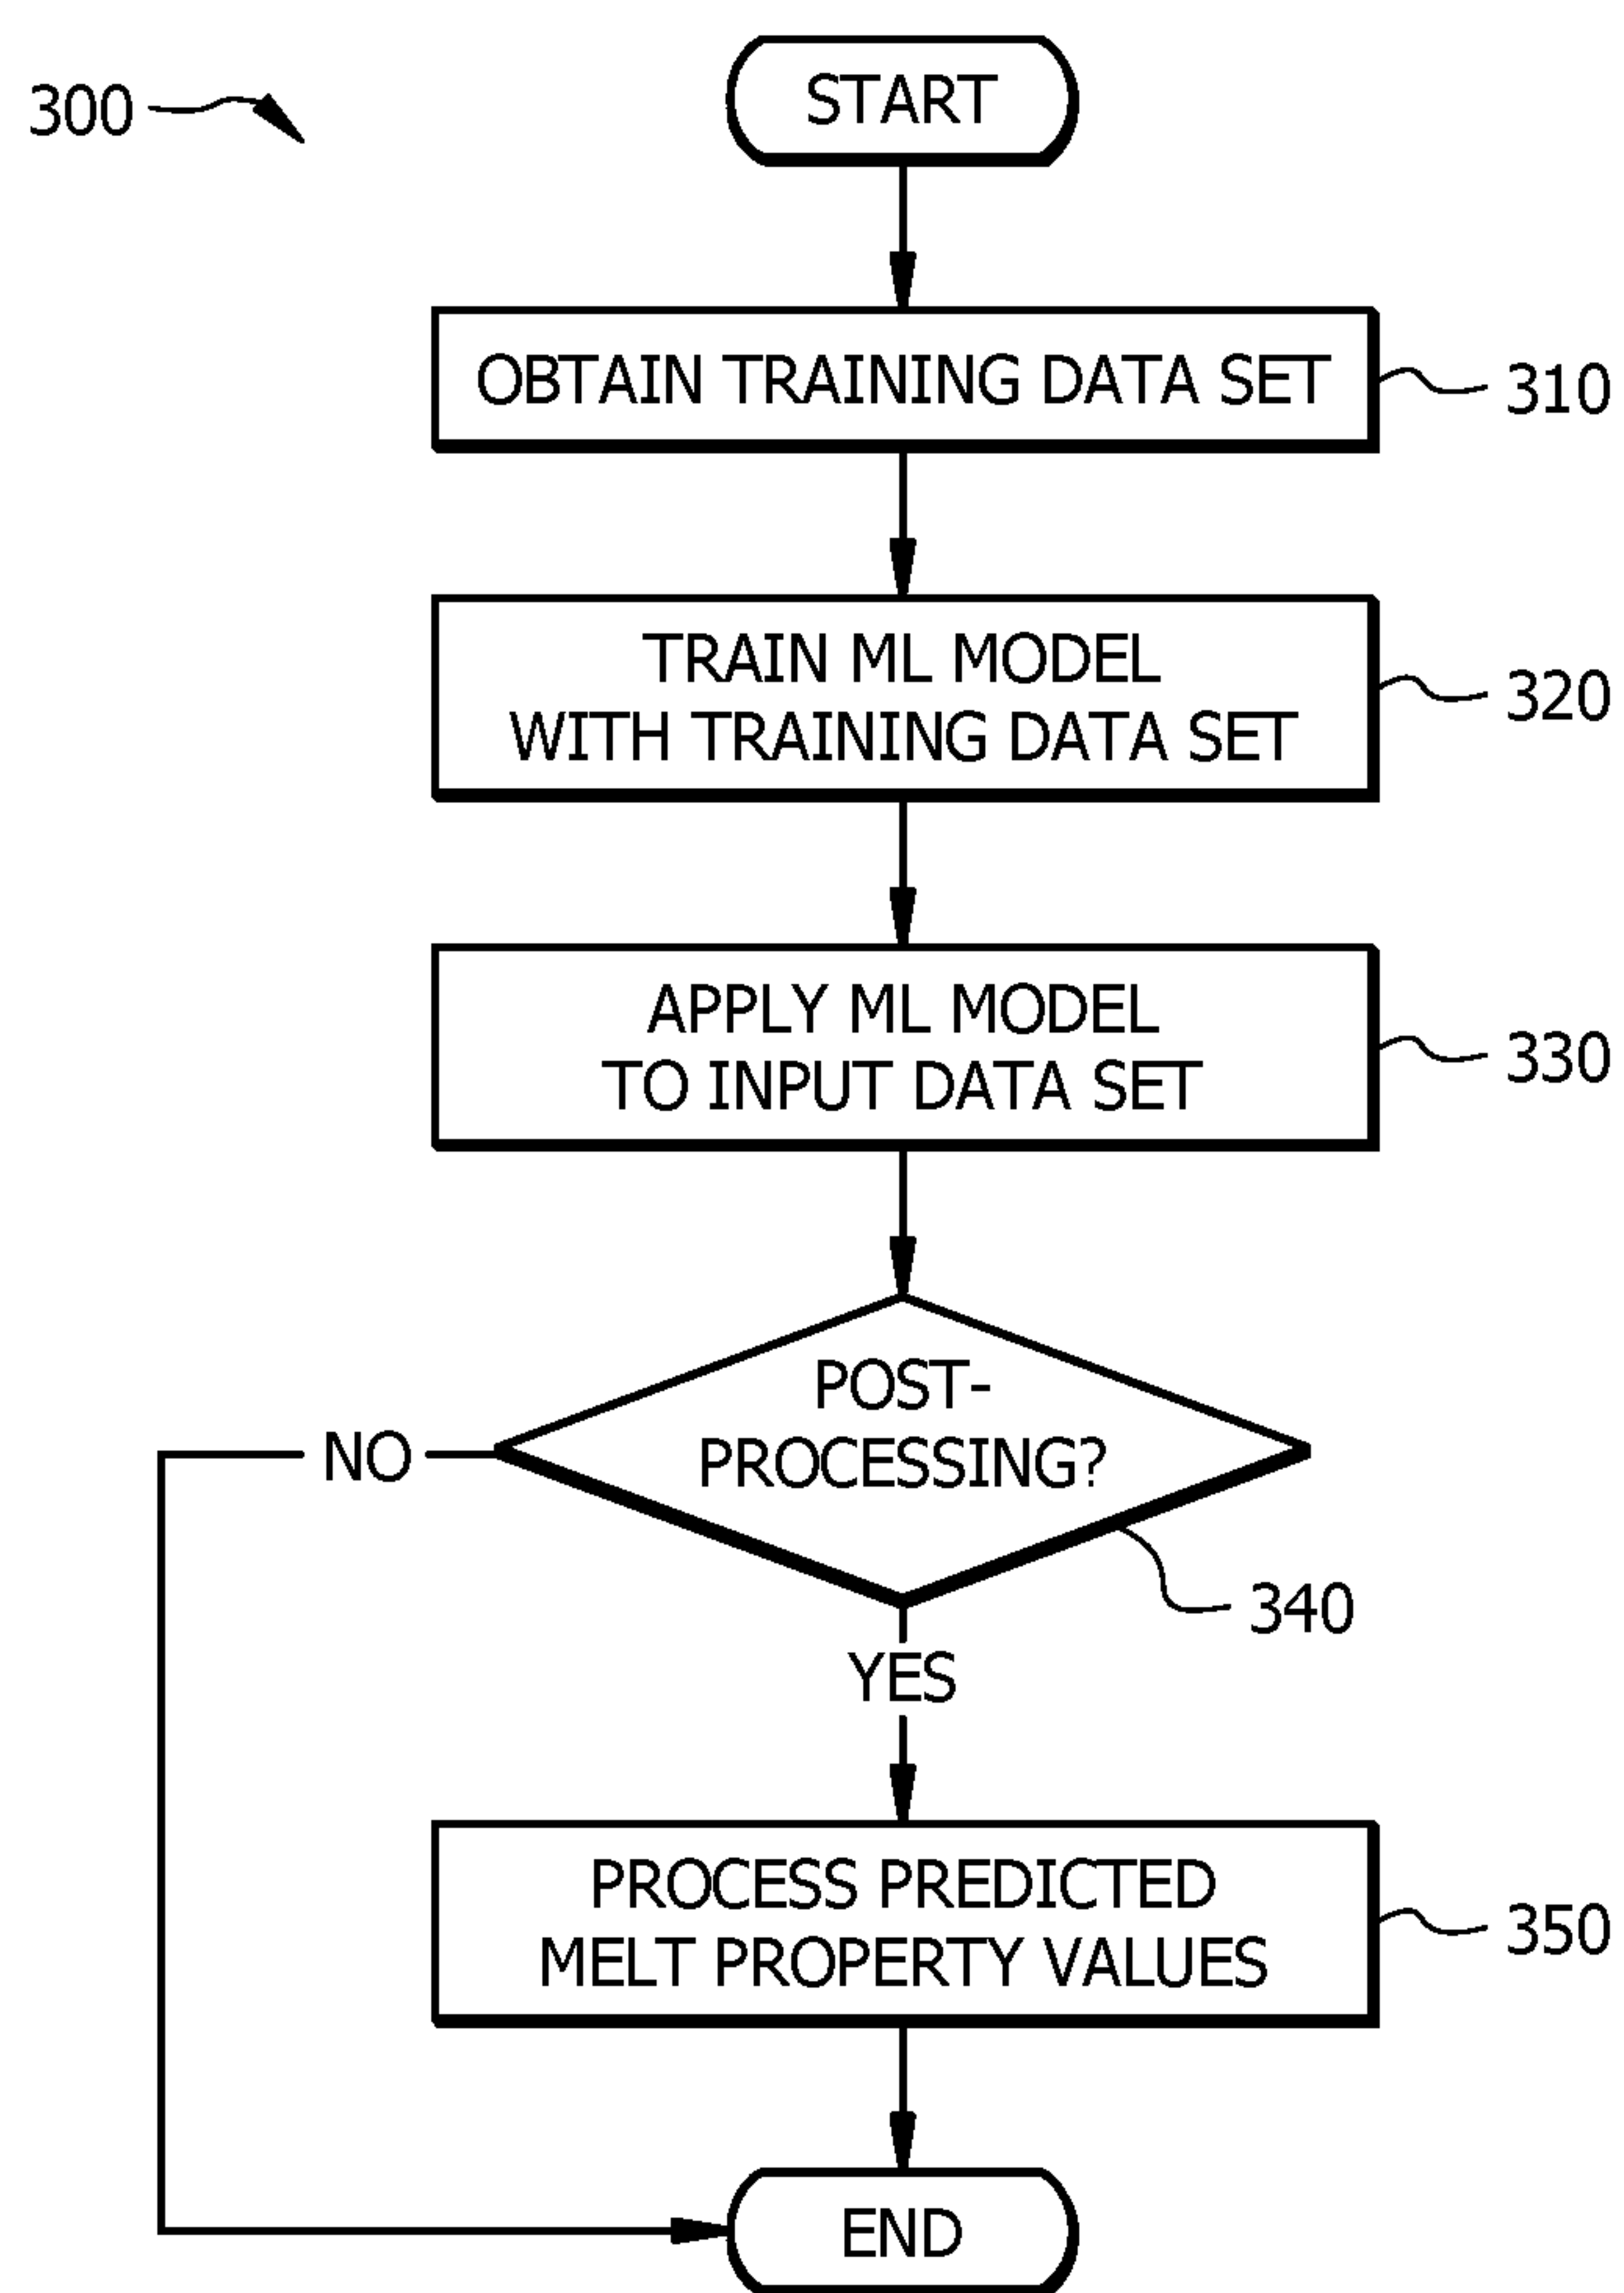 300
START
OBTAIN TRAINING DATA SET
310
TRAIN ML MODEL
WITH TRAINING DATA SET
320
APPLY ML MODEL
TO INPUT DATA SET
330
POST-
PROCESSING?
NO
340
YES
PROCESS PREDICTED
MELT PROPERTY VALUES
350
END